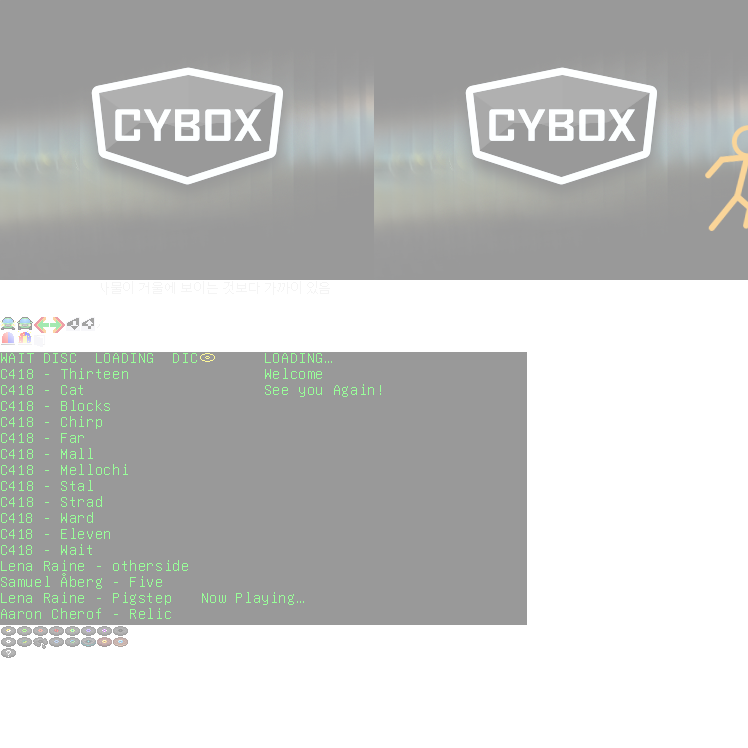 CYBOX CYBOX
사물이 거울에 보이는 것보다 가까이 있음
WAIT DISC LOADING DIC LOADING…
C418 - Thirteen Welcome
C418 - Cat See you Again!
C418 - Blocks
C418 - Chirp
C418 - Far
C418 - Mall
C418 - Mellochi
C418 - Stal
C418 - Strad
C418 - Ward
C418 - Eleven
C418 - Wait
Lena Raine - otherside
Samuel Åberg - Five
Lena Raine - Pigstep Now Playing…
Aaron Cherof - Relic
?